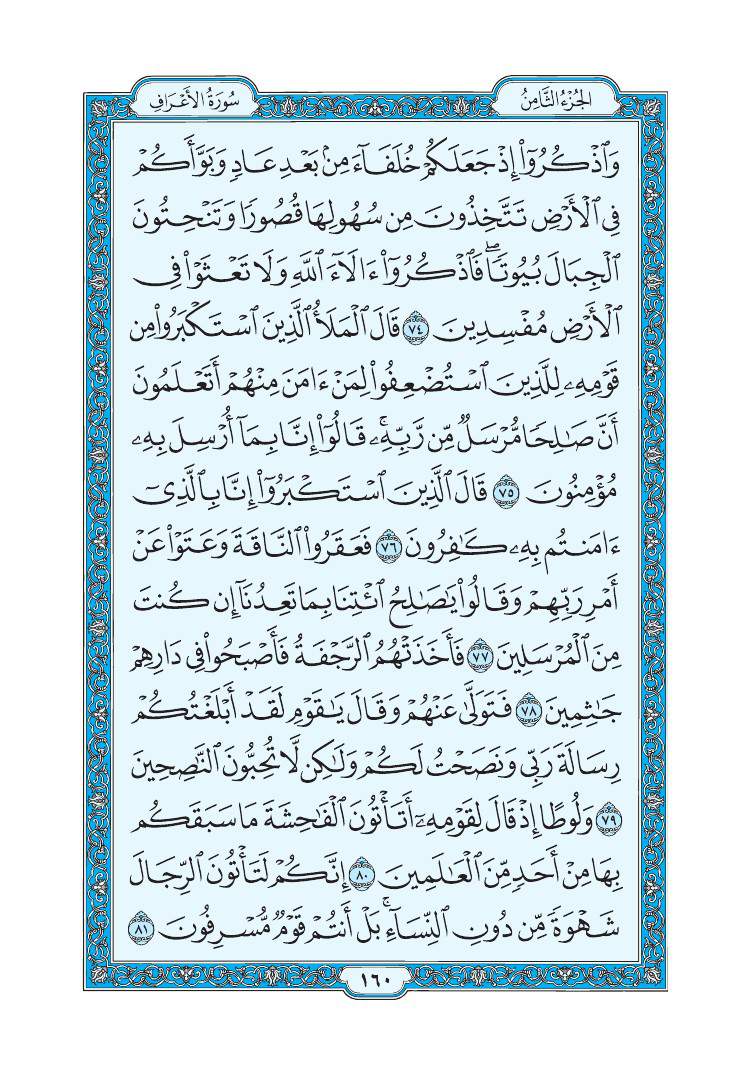 الجُزْءُ الثَّامِنُ
سُورَةُ الأَعْرَافِ
وَٱذْكُرُوٓا۟ إِذْ جَعَلَكُمْ خُلَفَآءَ مِنۢ بَعْدِ عَادٍ وَبَوَّأَكُمْ
فِى ٱلْأَرْضِ تَتَّخِذُونَ مِن سُهُولِهَا قُصُورًا وَتَنْحِتُونَ
ٱلْجِبَالَ بُيُوتًا ۖ فَٱذْكُرُوٓا۟ ءَالَآءَ ٱللَّهِ وَلَا تَعْثَوْا۟ فِى
ٱلْأَرْضِ مُفْسِدِينَ ٧٤ قَالَ ٱلْمَلَأُ ٱلَّذِينَ ٱسْتَكْبَرُوا۟ مِن
قَوْمِهِۦ لِلَّذِينَ ٱسْتُضْعِفُوا۟ لِمَنْ ءَامَنَ مِنْهُمْ أَتَعْلَمُونَ
أَنَّ صَٰلِحًا مُّرْسَلٌ مِّن رَّبِّهِۦ ۚ قَالُوٓا۟ إِنَّا بِمَآ أُرْسِلَ بِهِۦ
مُؤْمِنُونَ ٧٥ قَالَ ٱلَّذِينَ ٱسْتَكْبَرُوٓا۟ إِنَّا بِٱلَّذِىٓ
ءَامَنتُم بِهِۦ كَٰفِرُونَ ٧٦ فَعَقَرُوا۟ ٱلنَّاقَةَ وَعَتَوْا۟ عَنْ
أَمْرِ رَبِّهِمْ وَقَالُوا۟ يَٰصَٰلِحُ ٱئْتِنَا بِمَا تَعِدُنَآ إِن كُنتَ
مِنَ ٱلْمُرْسَلِينَ ٧٧ فَأَخَذَتْهُمُ ٱلرَّجْفَةُ فَأَصْبَحُوا۟ فِى دَارِهِمْ
جَٰثِمِينَ ٧٨ فَتَوَلَّىٰ عَنْهُمْ وَقَالَ يَٰقَوْمِ لَقَدْ أَبْلَغْتُكُمْ
رِسَالَةَ رَبِّى وَنَصَحْتُ لَكُمْ وَلَٰكِن لَّا تُحِبُّونَ ٱلنَّٰصِحِينَ
٧٩ وَلُوطًا إِذْ قَالَ لِقَوْمِهِۦٓ أَتَأْتُونَ ٱلْفَٰحِشَةَ مَا سَبَقَكُم
بِهَا مِنْ أَحَدٍ مِّنَ ٱلْعَٰلَمِينَ ٨٠ إِنَّكُمْ لَتَأْتُونَ ٱلرِّجَالَ
شَهْوَةً مِّن دُونِ ٱلنِّسَآءِ ۚ بَلْ أَنتُمْ قَوْمٌ مُّسْرِفُونَ ٨١
١٦٠